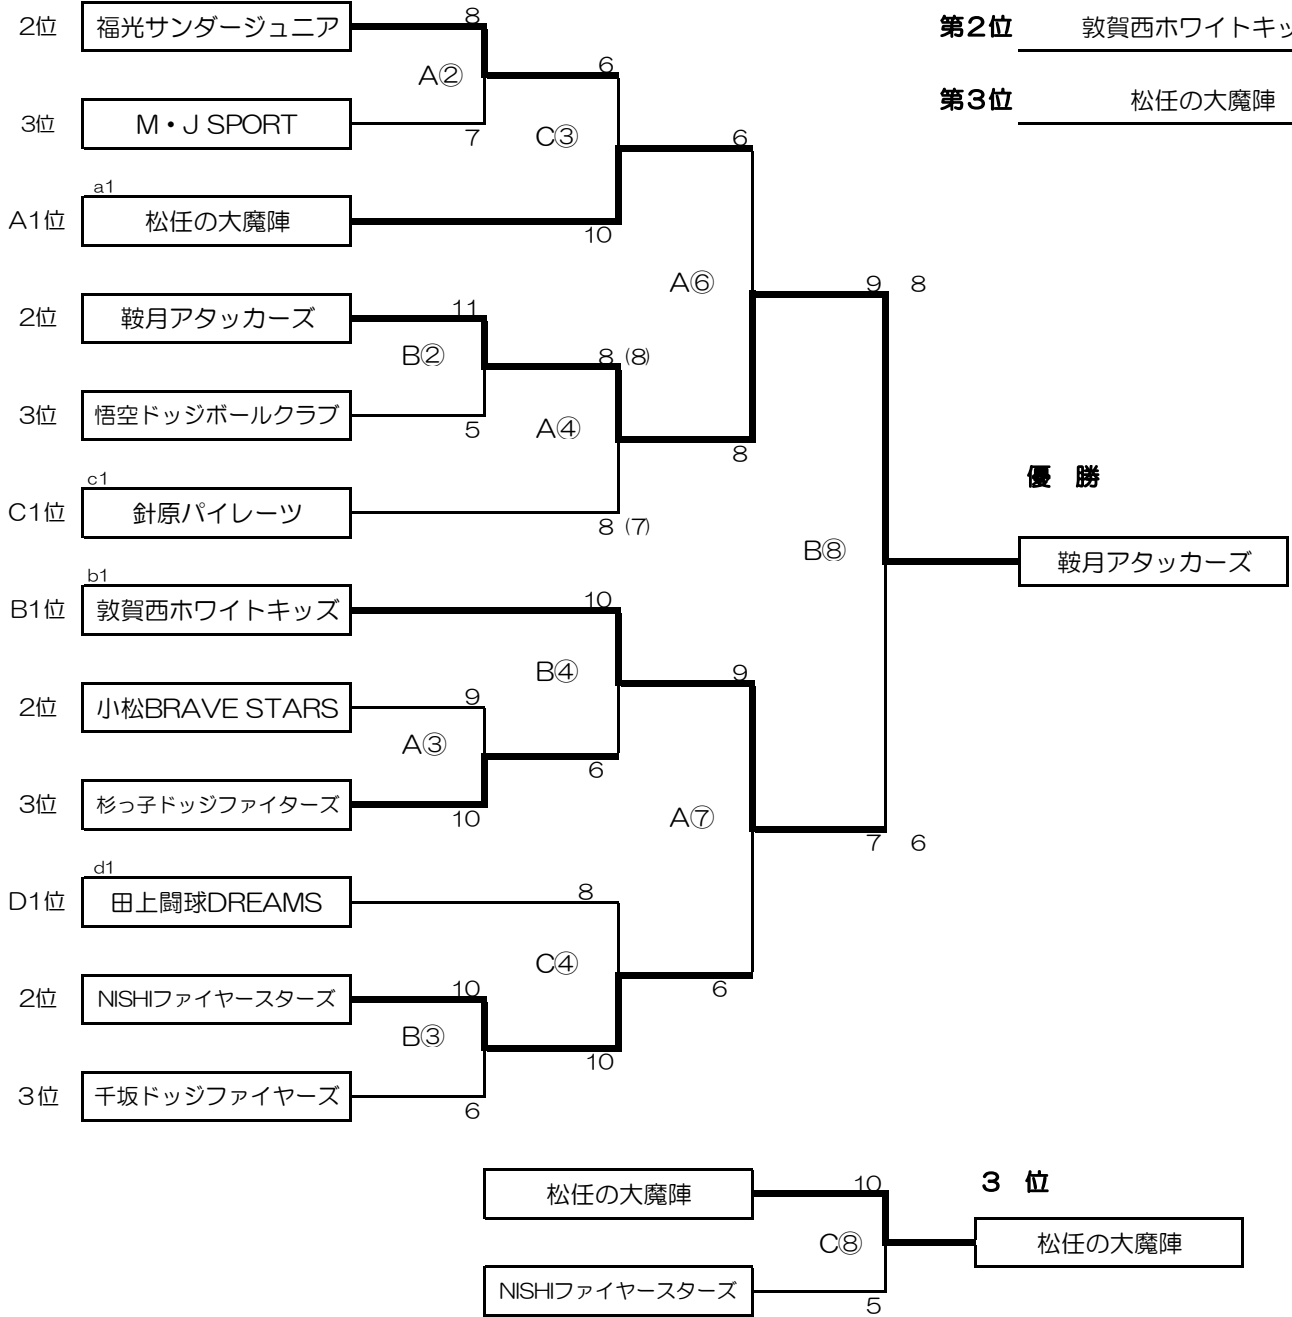 2位 福光サンダージュニア 8 第2位 敦賀西ホワイトキッ
A② 6
第3位 松任の大魔陣
3位 M・J SPORT 7 C③ 6
a1
A1位 松任の大魔陣 10
A⑥ 9 8
2位 鞍月アタッカーズ 11
B② 8 (8)
3位 悟空ドッジボールクラブ 5 A④ 8
c1
優 勝
C1位 針原パイレーツ 8 (7)
B⑧ 鞍月アタッカーズ
b1
B1位 敦賀西ホワイトキッズ 10
B④ 9
2位 小松BRAVE STARS 9
A③ 6
3位 杉っ子ドッジファイターズ 10 A⑦ 7 6
d1
D1位 田上闘球DREAMS 8
C④ 6
2位 NISHIファイヤースターズ 10
B③ 10
3位 千坂ドッジファイヤーズ 6
松任の大魔陣 10 3 位
C⑧ 松任の大魔陣
NISHIファイヤースターズ 5